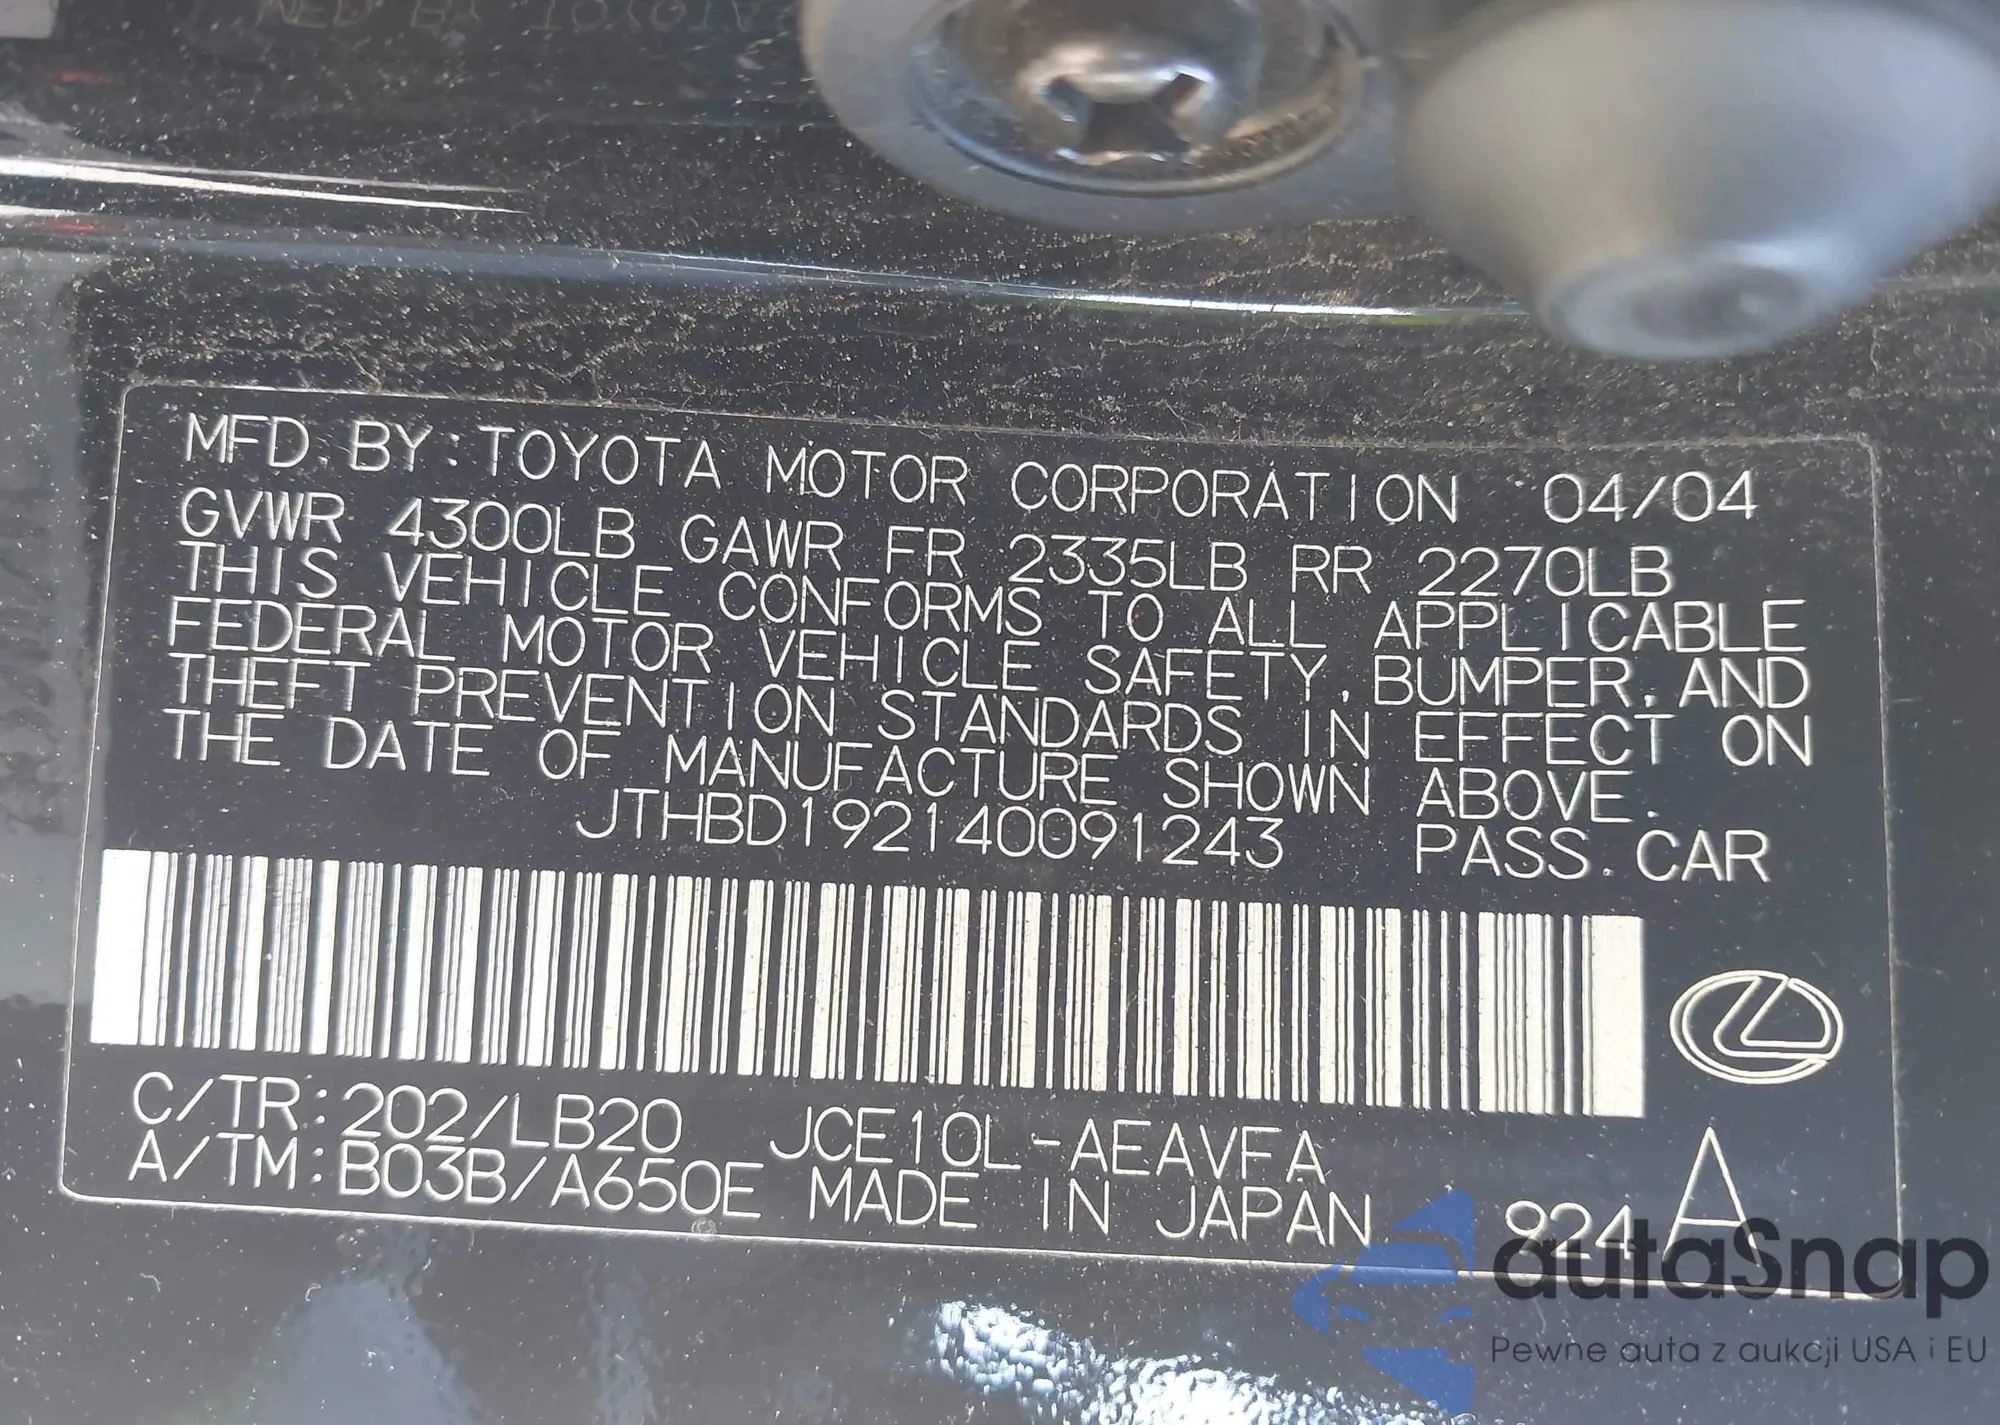 MFD. BY: TOYOTA MOTOR CORPORATION 04/04
GVWR 4300LB GAWR FR 2335LB RR 2270LB
THIS VEHICLE CONFORMS TO ALL APPLICABLE
FEDERAL MOTOR VEHICLE SAFETY, BUMPER, AND
THEFT PREVENTION STANDARDS IN EFFECT ON
THE DATE OF MANUFACTURE SHOWN ABOVE.
JTHBD192140091243 PASS. CAR
C/TR:202/LB20 JCE10L-AEAVFA
A/TM:B03B/A650E MADE IN JAPAN 924 A
autaSnap
Pewne auta z aukcji USA i EU